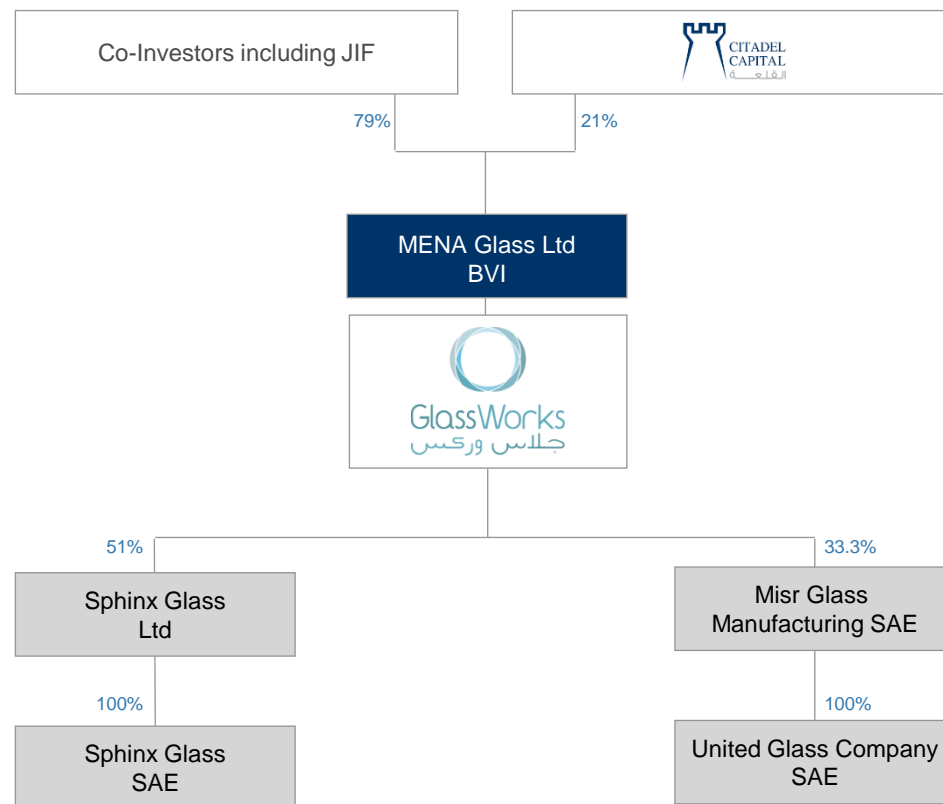 Co-Investors including JIF
CITADEL
CAPITAL
القلعة
79%
21%
MENA Glass Ltd
BVI
GlassWorks
جلاس وركس
51%
33.3%
Sphinx Glass
Ltd
Misr Glass
Manufacturing SAE
100%
100%
Sphinx Glass
SAE
United Glass Company
SAE